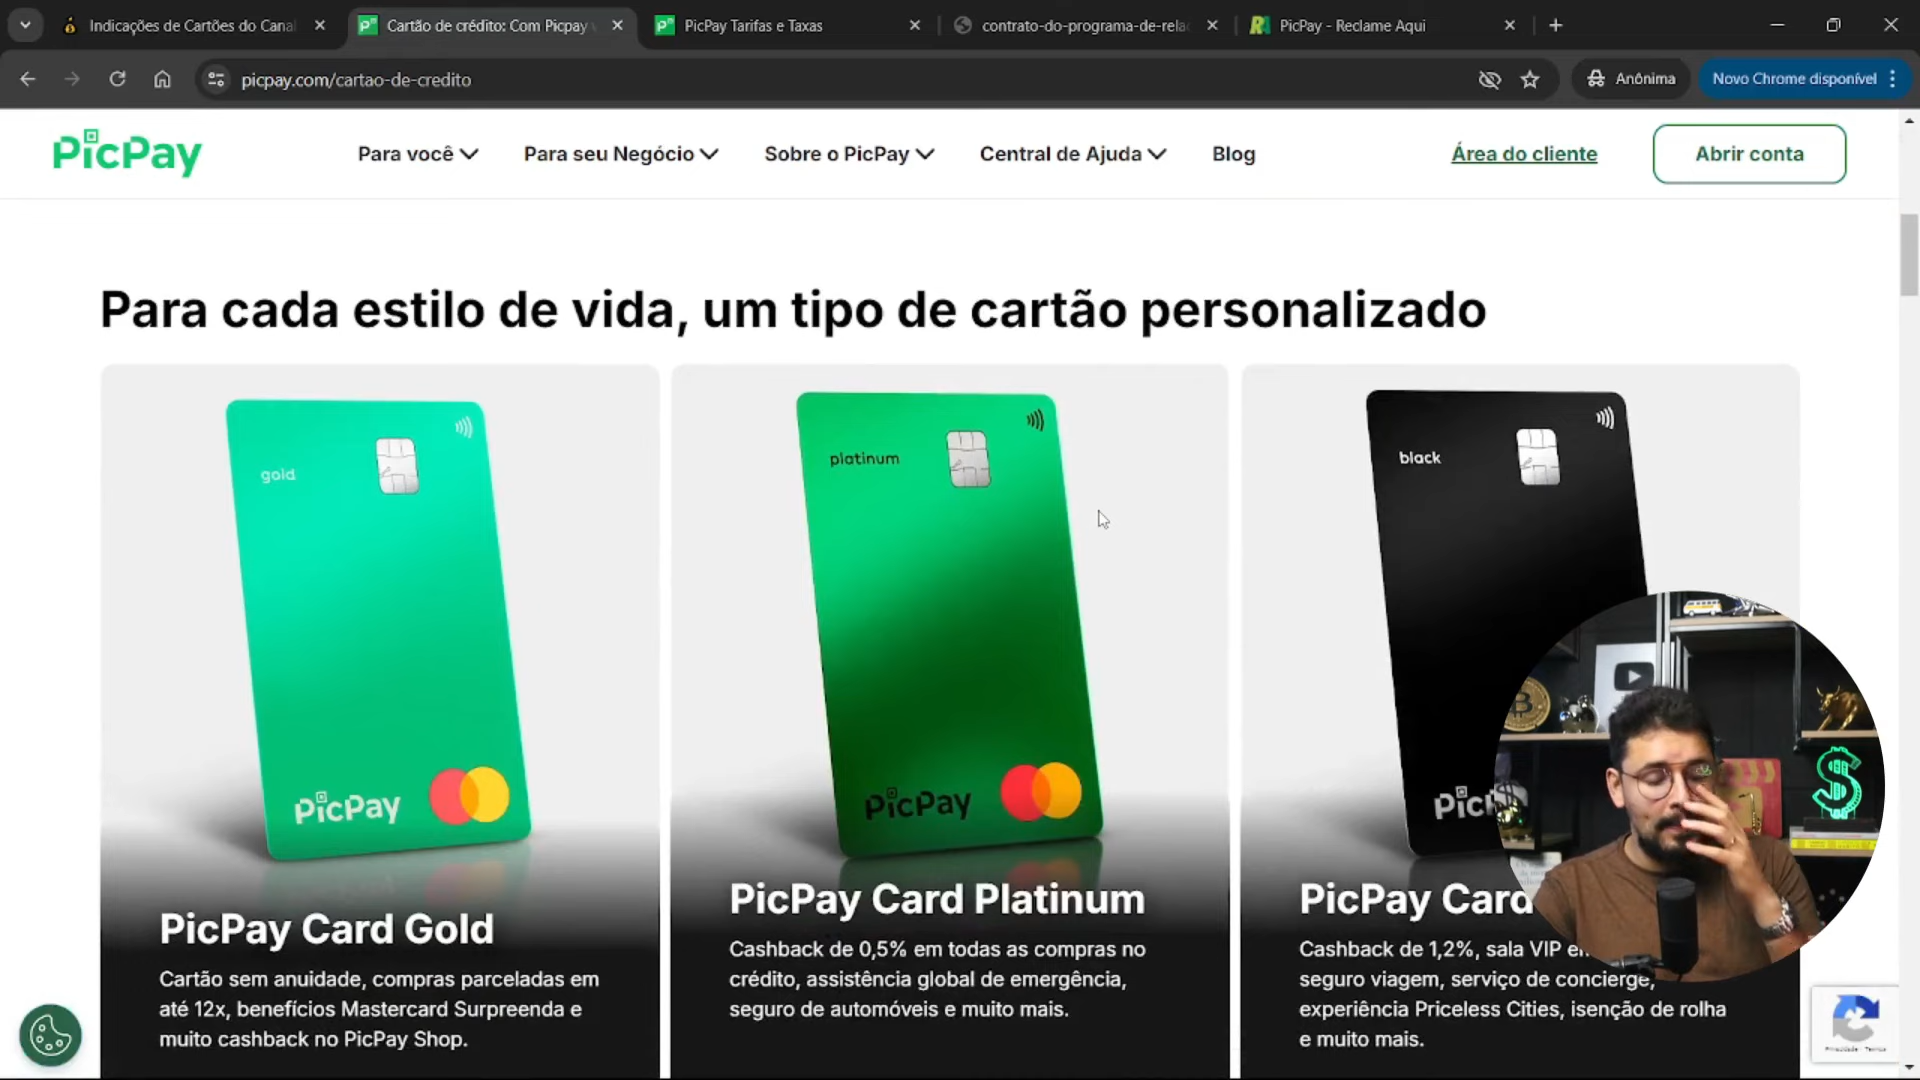 Indicações de Cartões do Canal
Cartão de crédito: Com Picpay
PicPay Tarifas e Taxas
contrato-do-programa-de-rela
PicPay - Reclame Aqui
picpay.com/cartao-de-credito
Anônima
Novo Chrome disponível
PicPay
Para você
Para seu Negócio
Sobre o PicPay
Central de Ajuda
Blog
Área do cliente
Abrir conta
Para cada estilo de vida, um tipo de cartão personalizado
gold
PicPay
PicPay Card Gold
Cartão sem anuidade, compras parceladas em
até 12x, benefícios Mastercard Surpreenda e
muito cashback no PicPay Shop.
platinum
PicPay
PicPay Card Platinum
Cashback de 0,5% em todas as compras no
crédito, assistência global de emergência,
seguro de automóveis e muito mais.
black
PicPay Card
Cashback de 1,2%, sala VIP
seguro viagem, serviço de concierge,
experiência Priceless Cities, isenção de rolha
e muito mais.